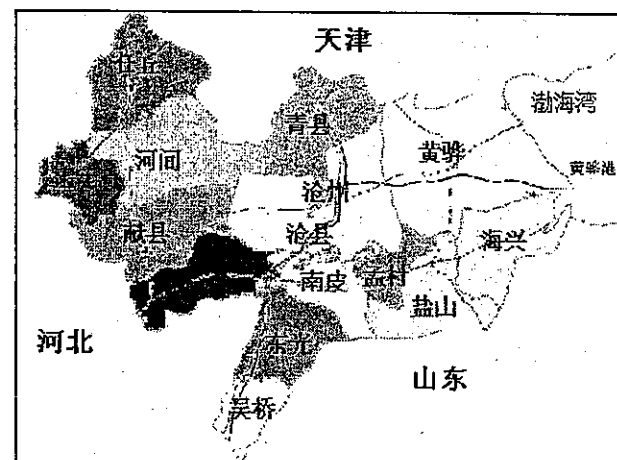 天津
任丘
渤海湾
青县
黄骅
河间
黄骅港
沧州
献县
沧县
海兴
南皮
孟村
盐山
河北
东光
山东
吴桥